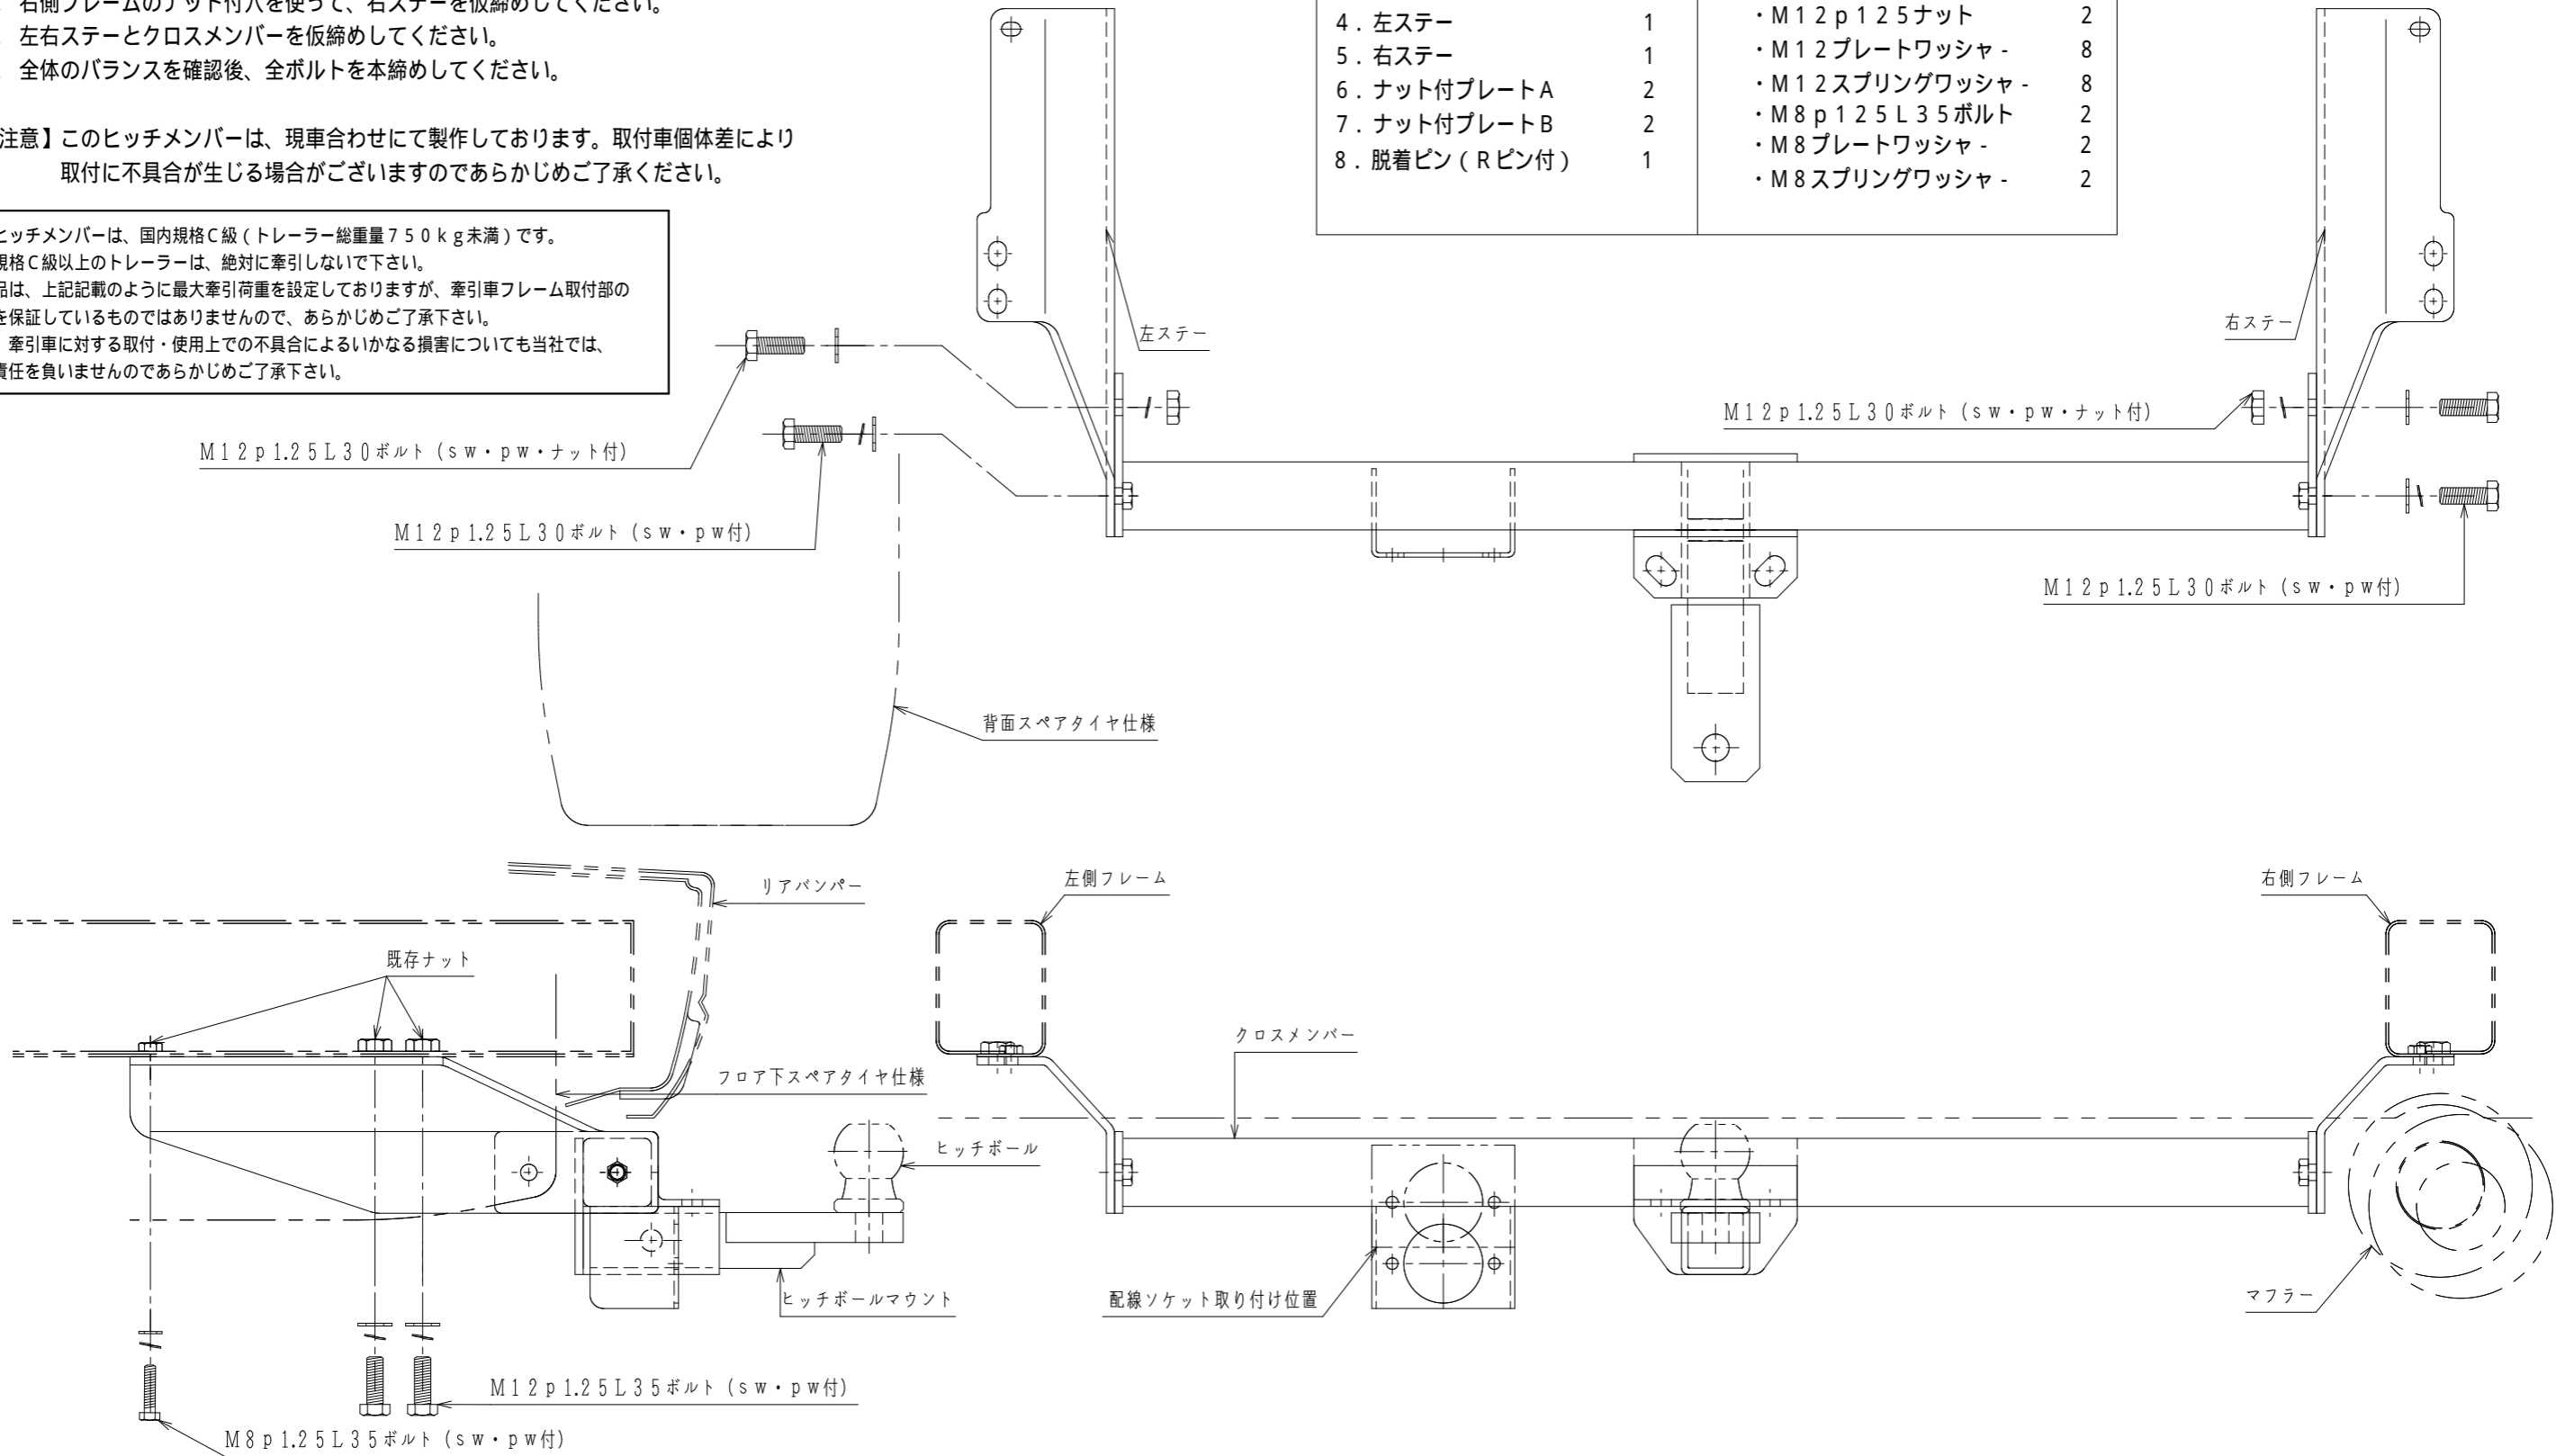 右側フレームのナット付穴を使って、右ステーを仮締めしてください。
左右ステーとクロスメンバーを仮締めしてください。
全体のバランスを確認後、全ボルトを本締めしてください。
注意】このヒッチメンバーは、現車合わせにて製作しております。取付車個体差により
取付に不具合が生じる場合がございますのであらかじめご了承ください。
ヒッチメンバーは、国内規格C級(トレーラー総重量750kg未満)です。
規格C級以上のトレーラーは、絶対に牽引しないで下さい。
品は、上記記載のように最大牽引荷重を設定しておりますが、牽引車フレーム取付部の
を保証しているものではありませんので、あらかじめご了承下さい。
牽引車に対する取付・使用上での不具合によるいかなる損害についても当社では、
責任を負いませんのであらかじめご了承下さい。
4.左ステー 1
5.右ステー 1
6.ナット付プレートA 2
7.ナット付プレートB 2
8.脱着ピン(Rピン付) 1
・M12p125ナット 2
・M12プレートワッシャ- 8
・M12スプリングワッシャ- 8
・M8p125L35ボルト 2
・M8プレートワッシャ- 2
・M8スプリングワッシャ- 2
左ステー
右ステー
M12p1.25L30ボルト(sw・pw・ナット付)
M12p1.25L30ボルト(sw・pw・ナット付)
M12p1.25L30ボルト(sw・pw付)
M12p1.25L30ボルト(sw・pw付)
背面スペアタイヤ仕様
リアバンパー
左側フレーム
右側フレーム
既存ナット
クロスメンバー
フロア下スペアタイヤ仕様
ヒッチボール
ヒッチボールマウント
配線ソケット取り付け位置
マフラー
M12p1.25L35ボルト(sw・pw付)
M8p1.25L35ボルト(sw・pw付)